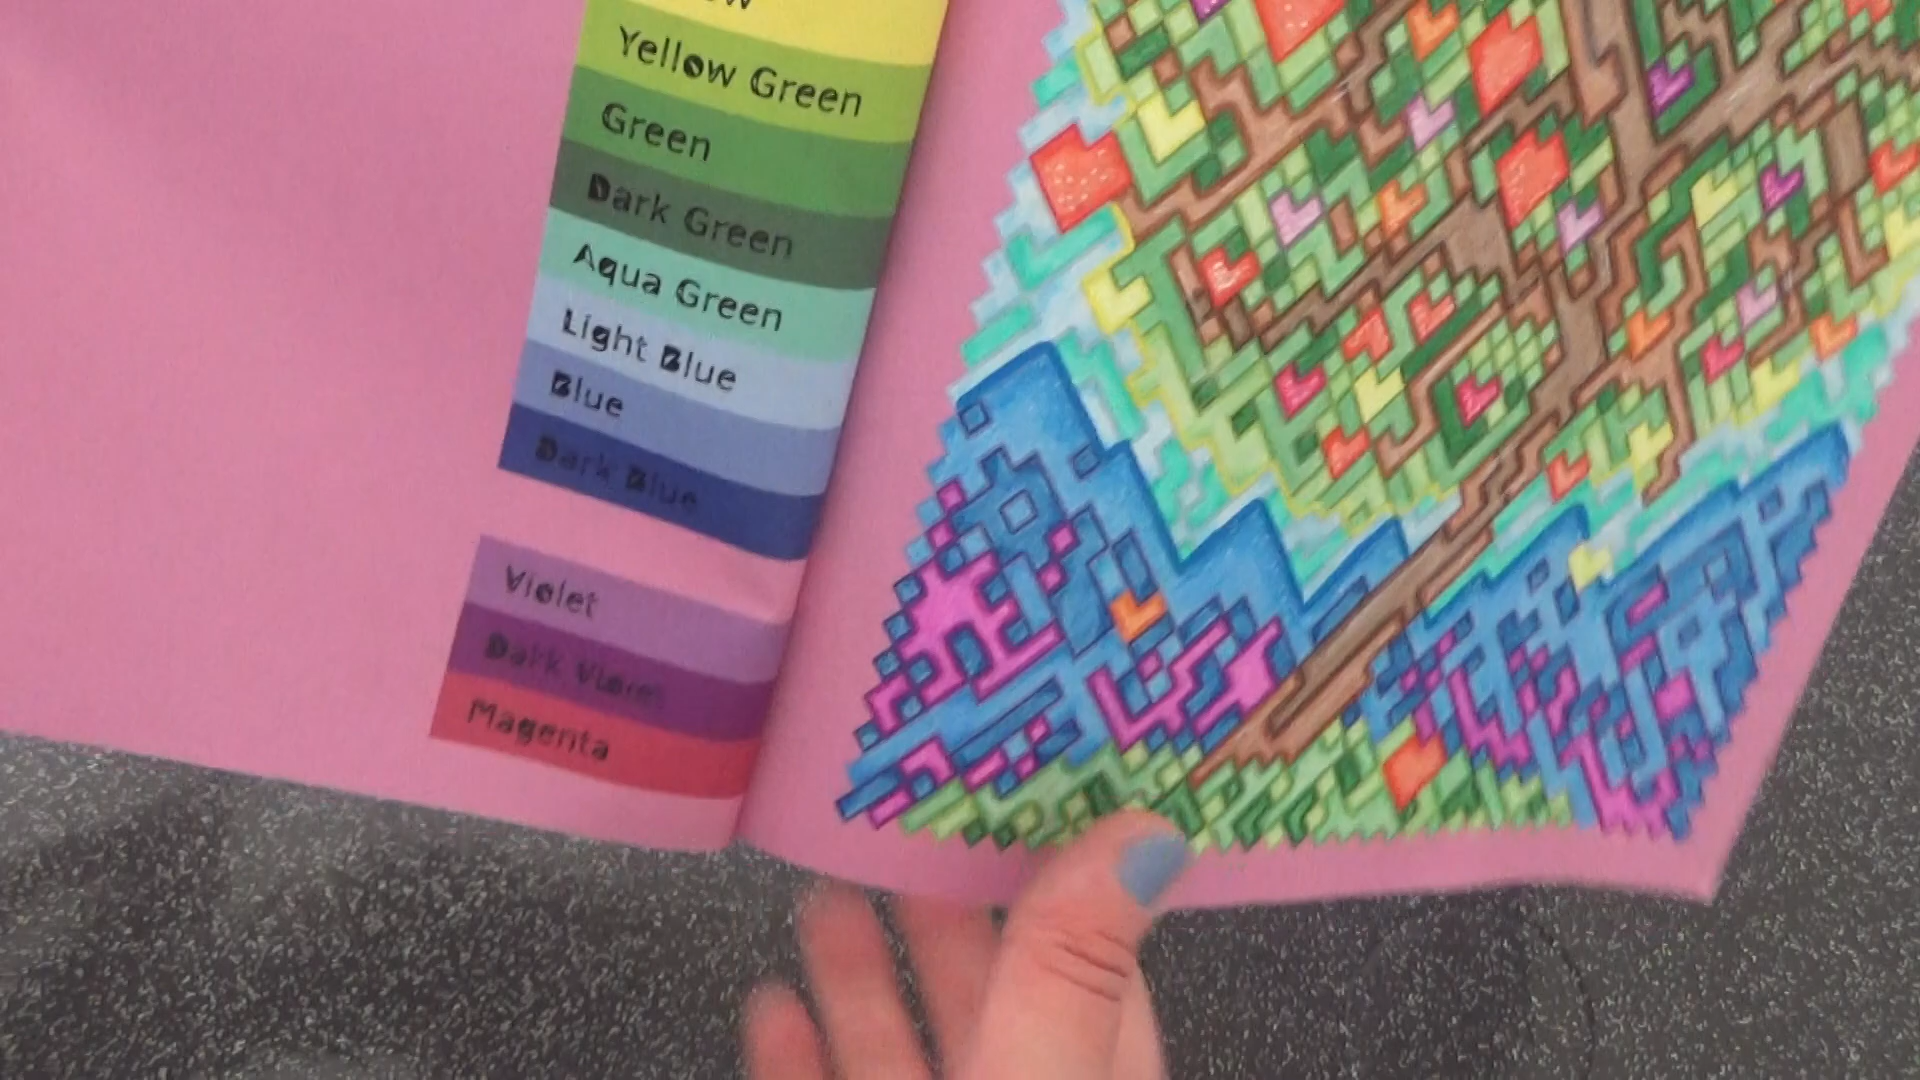 Yellow Green
Green
Dark Green
Aqua Green
Light Blue
Blue
Dark Blue
Violet
Dark Violet
Magenta